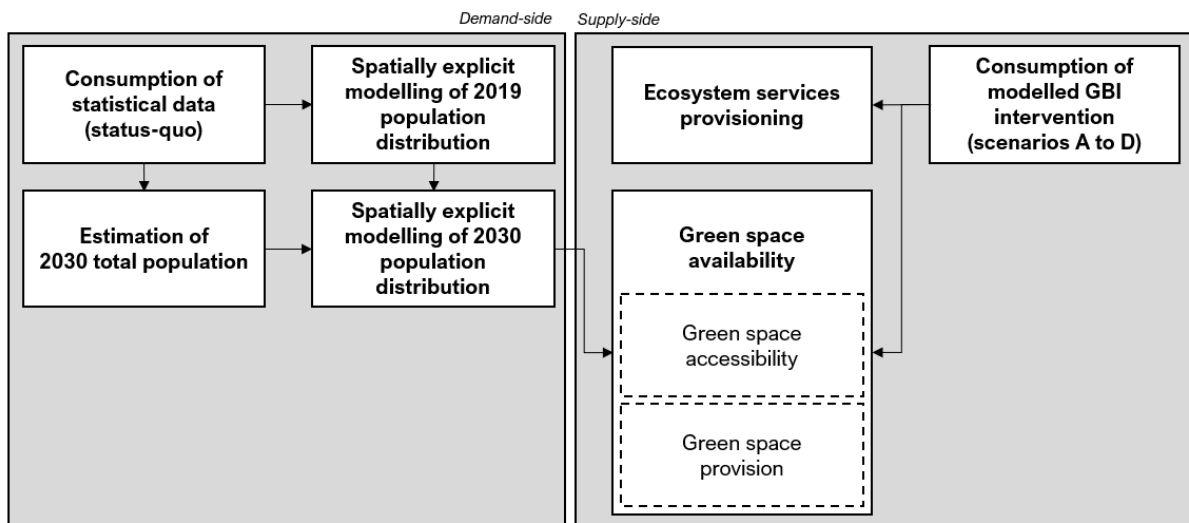 Demand-side
Supply-side
Consumption of
statistical data
(status-quo)
Spatially explicit
modelling of 2019
population
distribution
Ecosystem services
provisioning
Consumption of
modelled GBI
intervention
(scenarios A to D)
Estimation of
2030 total population
Spatially explicit
modelling of 2030
population
distribution
Green space
availability
Green space
accessibility
Green space
provision